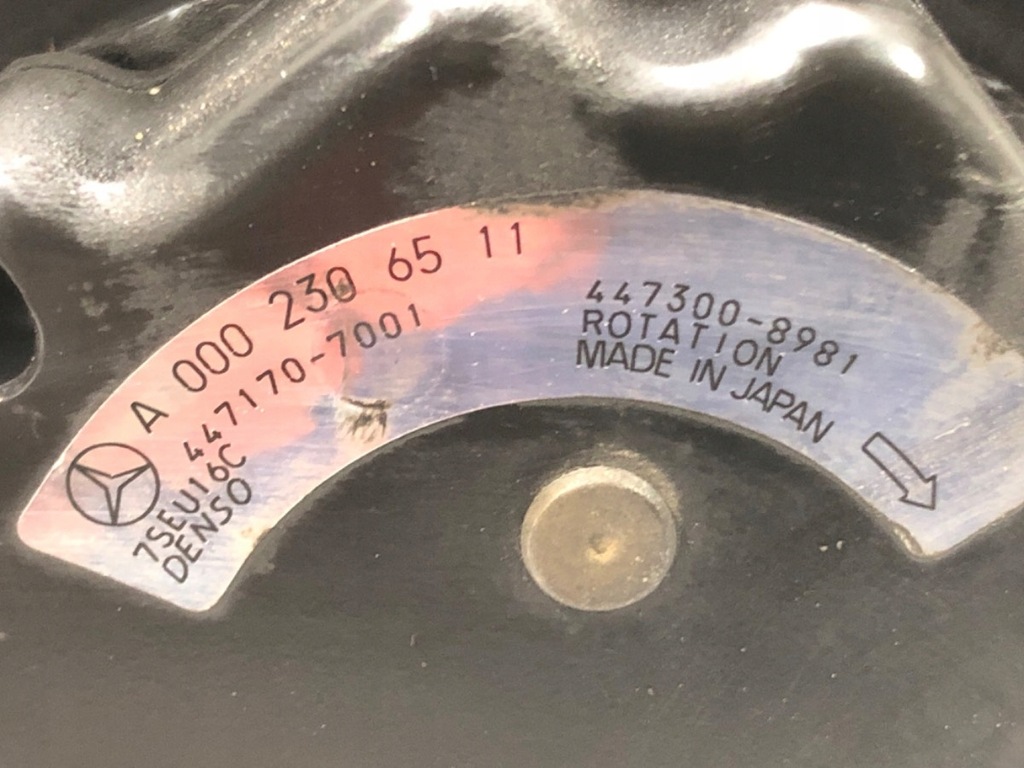 A 000 230 65 11
447170-7001
7SEU16C
DENSO
447300-8981
ROTATION
MADE IN JAPAN